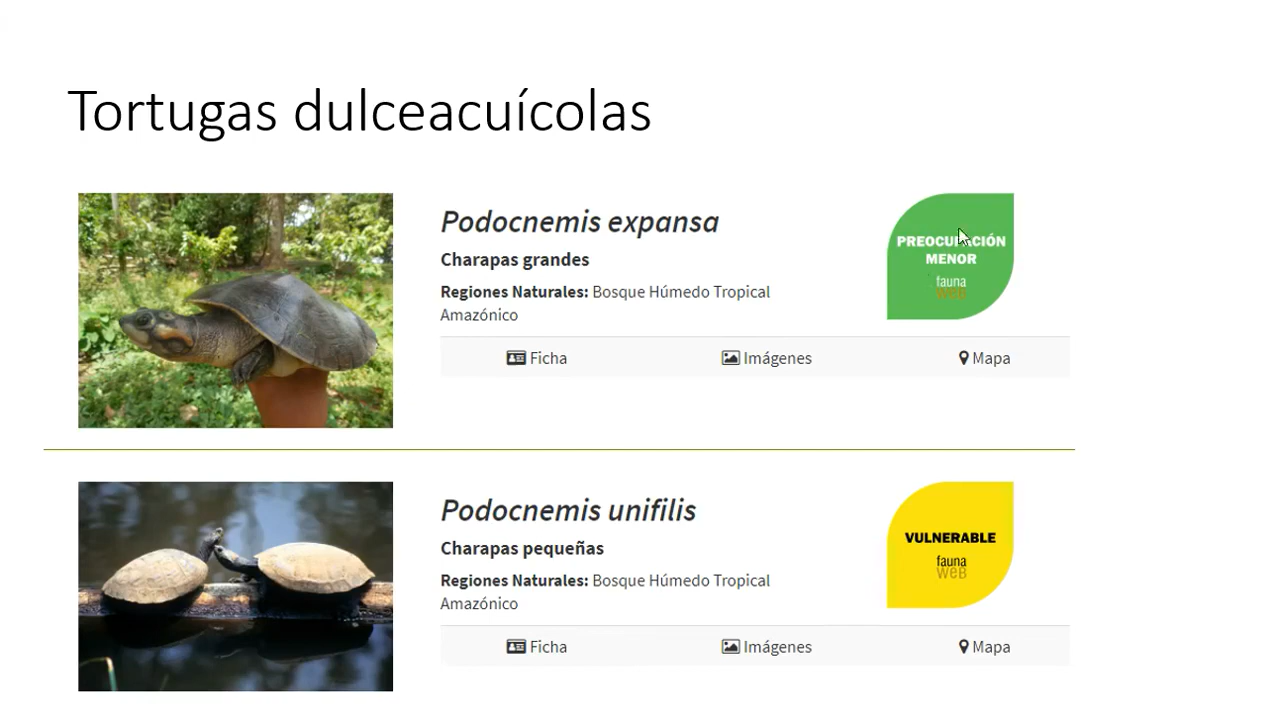 Tortugas dulceacuícolas
Podocnemis expansa
Charapas grandes
Regiones Naturales: Bosque Húmedo Tropical
Amazónico
PREOCUPACIÓN
MENOR
fauna
WEB
Ficha
Imágenes
Mapa
Podocnemis unifilis
Charapas pequeñas
Regiones Naturales: Bosque Húmedo Tropical
Amazónico
VULNERABLE
fauna
WEB
Ficha
Imágenes
Mapa